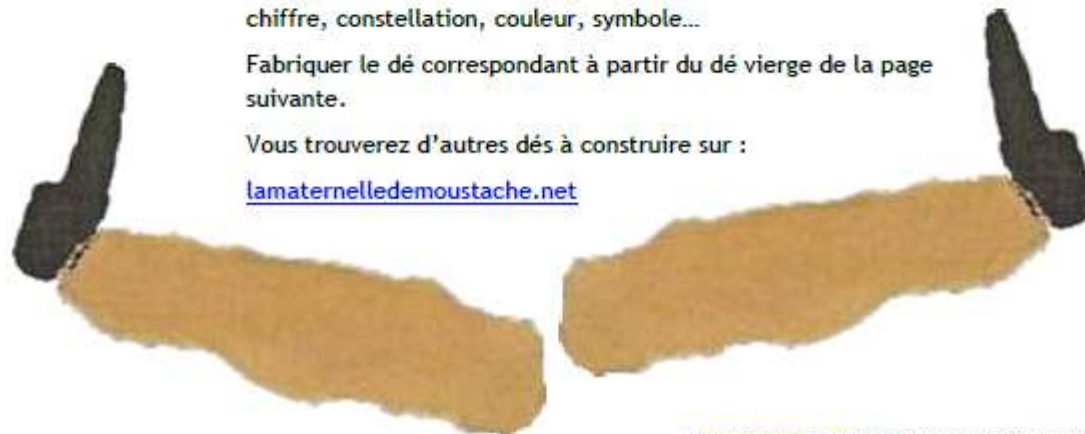 chiffre, constellation, couleur, symbole…
Fabriquer le dé correspondant à partir du dé vierge de la page
suivante.
Vous trouverez d'autres dés à construire sur :
lamaternelledemoustache.net